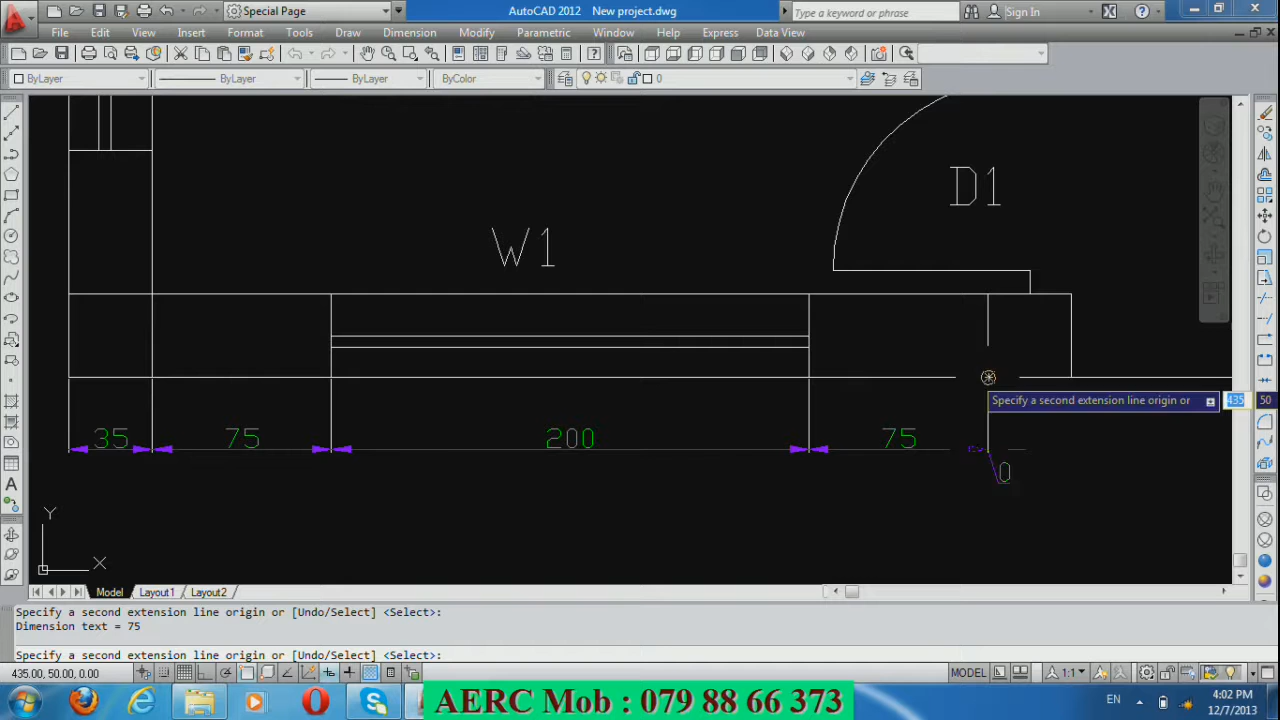 Special Page
AutoCAD 2012 New project.dwg
Type a keyword or phrase
Sign In
File Edit View Insert Format Tools Draw Dimension Modify Parametric Window Help Express Data View
ByLayer
ByLayer
ByLayer
ByColor
0
D1
W1
Specify a second extension line origin or
435
50
35
75
200
75
0
Y
X
Model
Layout1
Layout2
Specify a second extension line origin or [Undo/Select] <Select>:
Dimension text = 75
Specify a second extension line origin or [Undo/Select] <Select>:
435.00, 50.00, 0.00
MODEL
1:1
AERC Mob : 079 88 66 373
EN
4:02 PM
12/7/2013